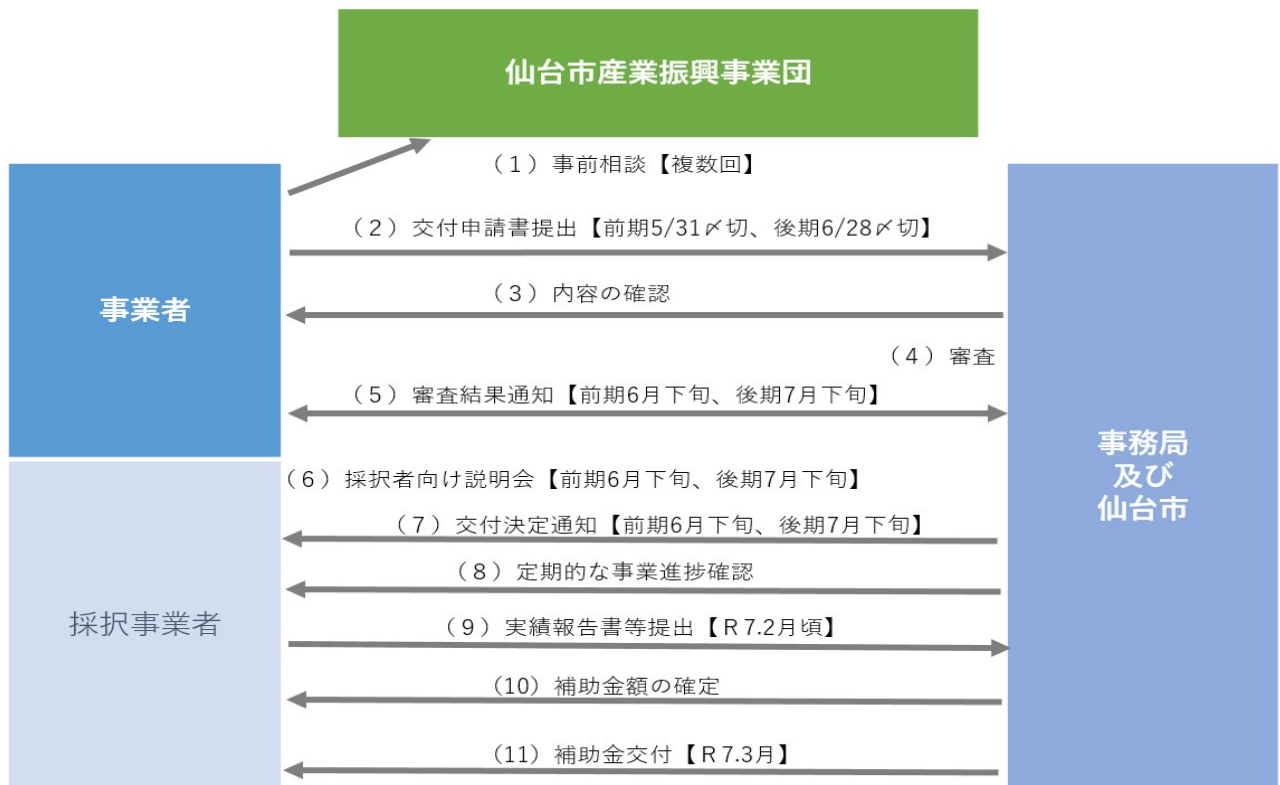 仙台市産業振興事業団
（１）事前相談【複数回】
（２）交付申請書提出【前期5/31〆切、後期6/28〆切】
（３）内容の確認
事業者
（４）審査
（５）審査結果通知【前期6月下旬、後期7月下旬】
事務局
及び
仙台市
（６）採択者向け説明会【前期6月下旬、後期7月下旬】
（７）交付決定通知【前期6月下旬、後期7月下旬】
（８）定期的な事業進捗確認
採択事業者
（９）実績報告書等提出【Ｒ7.2月頃】
（10）補助金額の確定
（11）補助金交付【Ｒ7.3月】